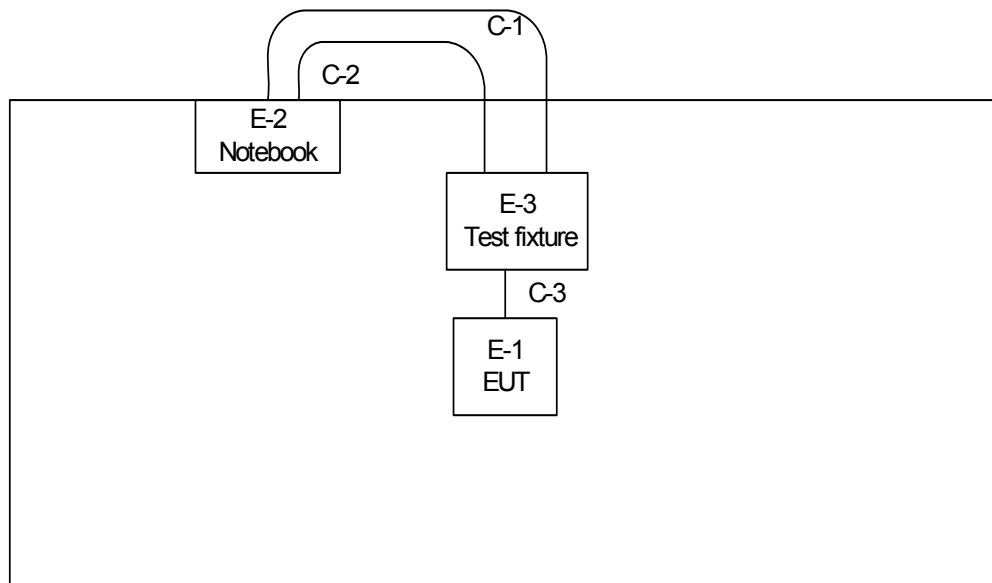 C-1
C-2
E-2
Notebook
E-3
Test fixture
C-3
E-1
EUT